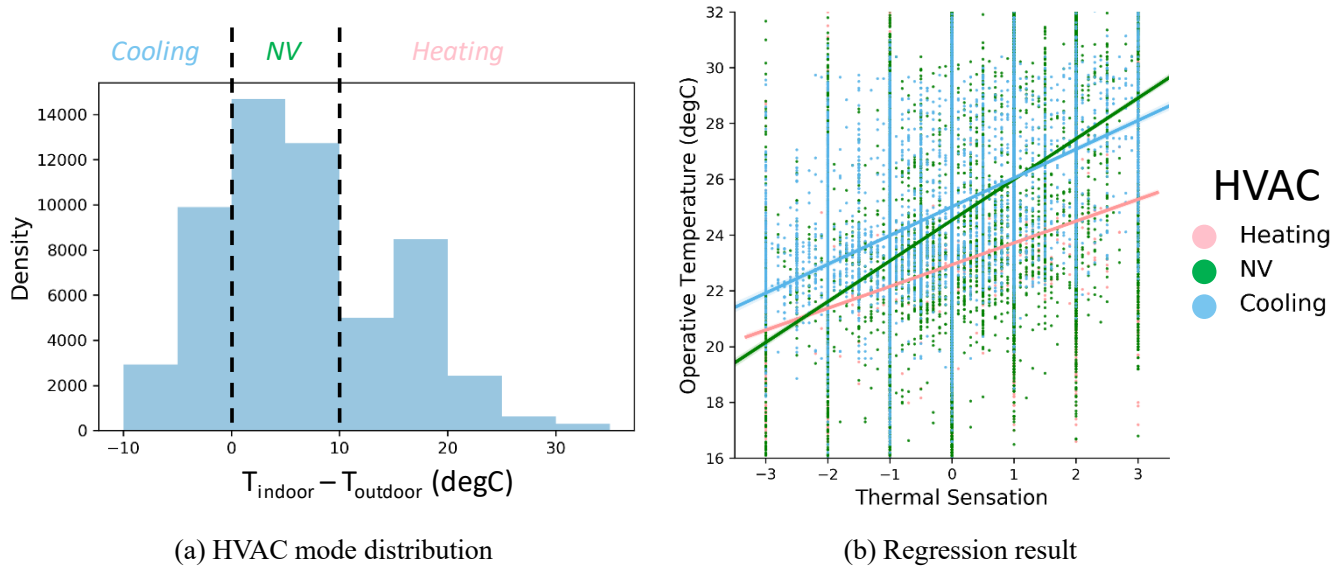 Cooling NV Heating
14000
12000
10000
8000
6000
4000
2000
0
Density
−10 0 10 20 30
T_indoor – T_outdoor (degC)
(a) HVAC mode distribution
32
30
28
26
24
22
20
18
16
Operative Temperature (degC)
−3 −2 −1 0 1 2 3
Thermal Sensation
HVAC
Heating
NV
Cooling
(b) Regression result